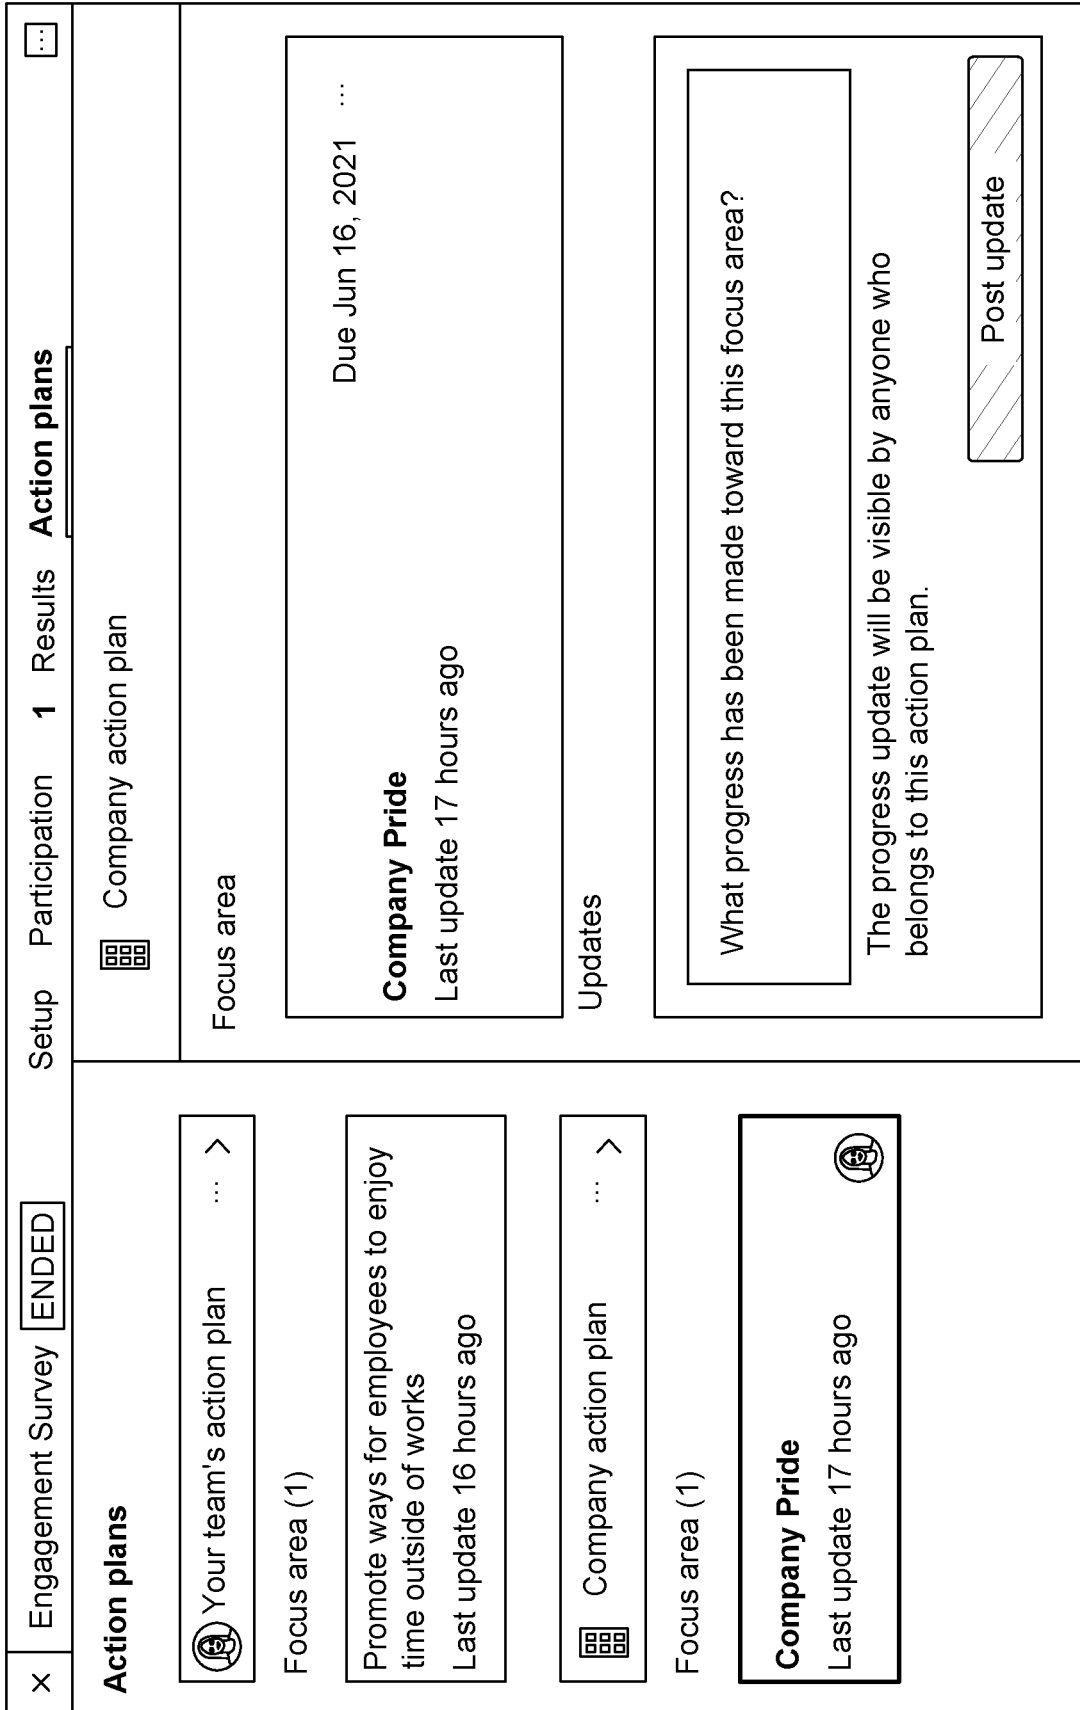 × Engagement Survey ENDED Setup Participation 1 Results Action plans ...
Action plans
Your team's action plan ... >
Focus area (1)
Promote ways for employees to enjoy
time outside of works
Last update 16 hours ago
Company action plan ... >
Focus area (1)
Company Pride
Last update 17 hours ago
Company action plan
Focus area
Due Jun 16, 2021 ...
Company Pride
Last update 17 hours ago
Updates
What progress has been made toward this focus area?
The progress update will be visible by anyone who
belongs to this action plan.
Post update